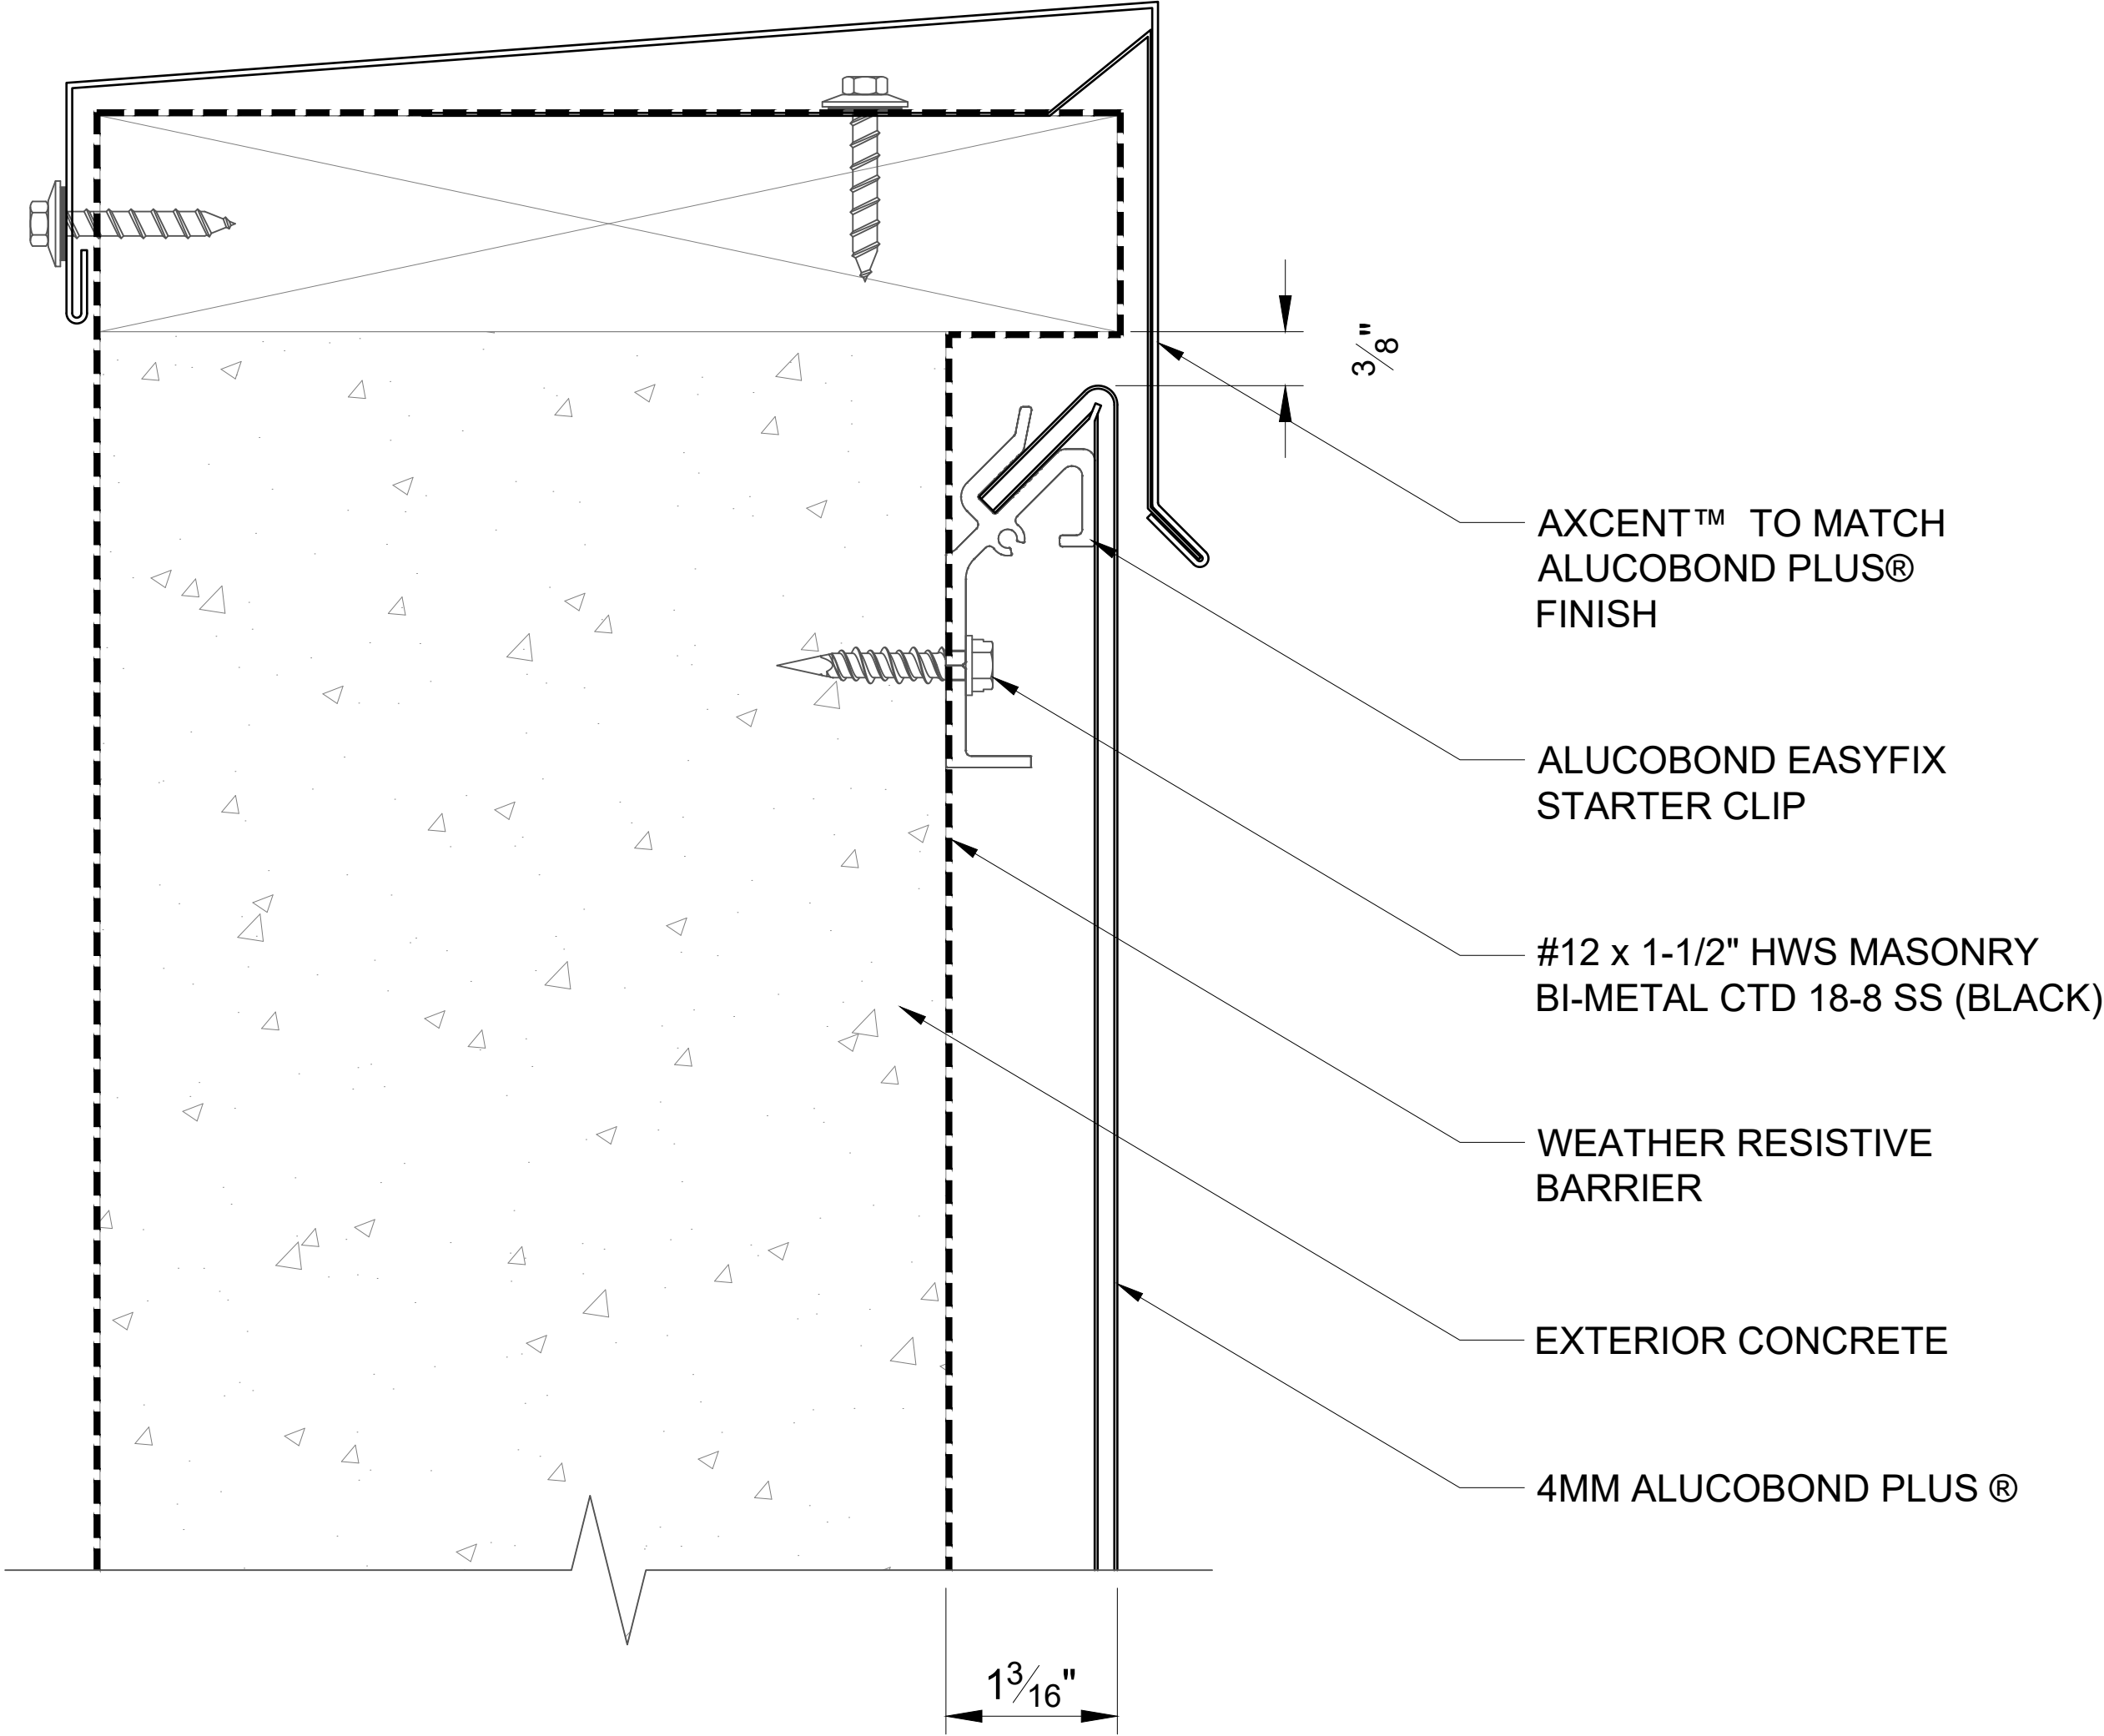 3/8"
AXCENT™ TO MATCH
ALUCOBOND PLUS®
FINISH
ALUCOBOND EASYFIX
STARTER CLIP
#12 x 1-1/2" HWS MASONRY
BI-METAL CTD 18-8 SS (BLACK)
WEATHER RESISTIVE
BARRIER
EXTERIOR CONCRETE
4MM ALUCOBOND PLUS ®
1 3/16"